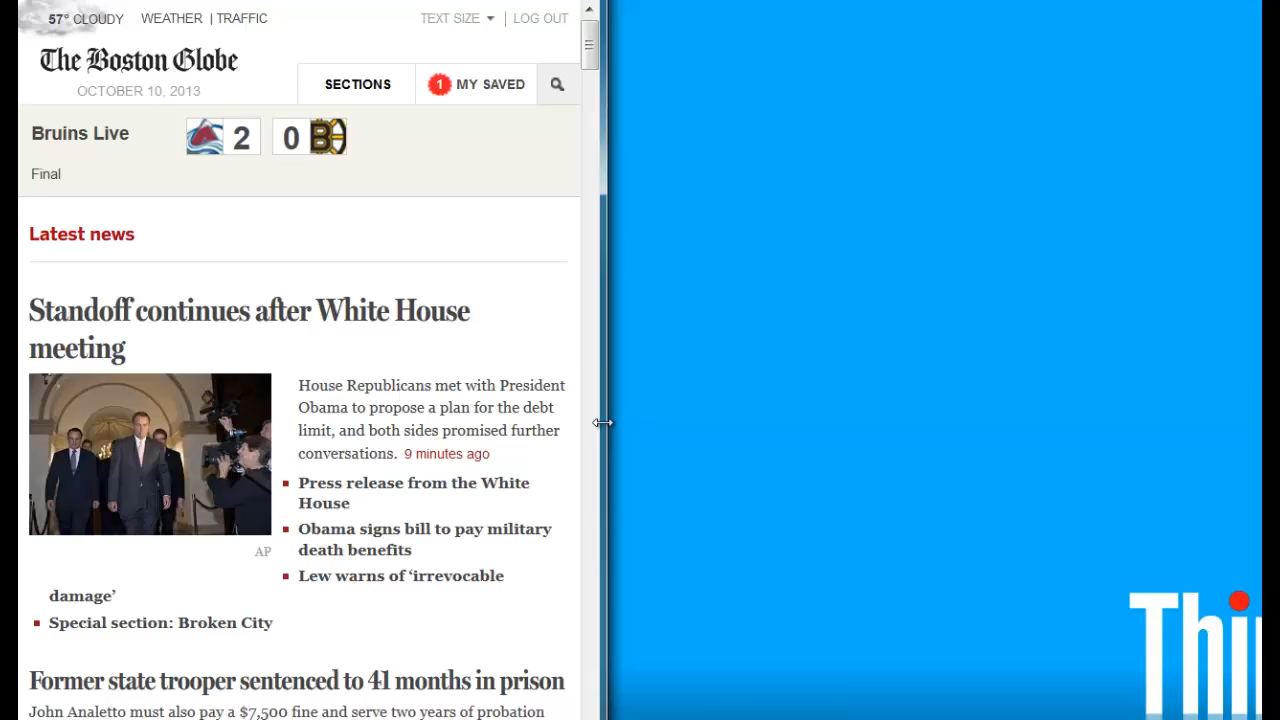 57° CLOUDY WEATHER | TRAFFIC TEXT SIZE | LOG OUT
The Boston Globe
OCTOBER 10, 2013
SECTIONS 1 MY SAVED
Bruins Live 2 0 B
Final
Latest news
Standoff continues after White House
meeting
House Republicans met with President
Obama to propose a plan for the debt
limit, and both sides promised further
conversations. 9 minutes ago
Press release from the White
House
Obama signs bill to pay military
death benefits
AP
Lew warns of ‘irrevocable
damage’
Special section: Broken City
Former state trooper sentenced to 41 months in prison
John Analetto must also pay a $7,500 fine and serve two years of probation
Thi